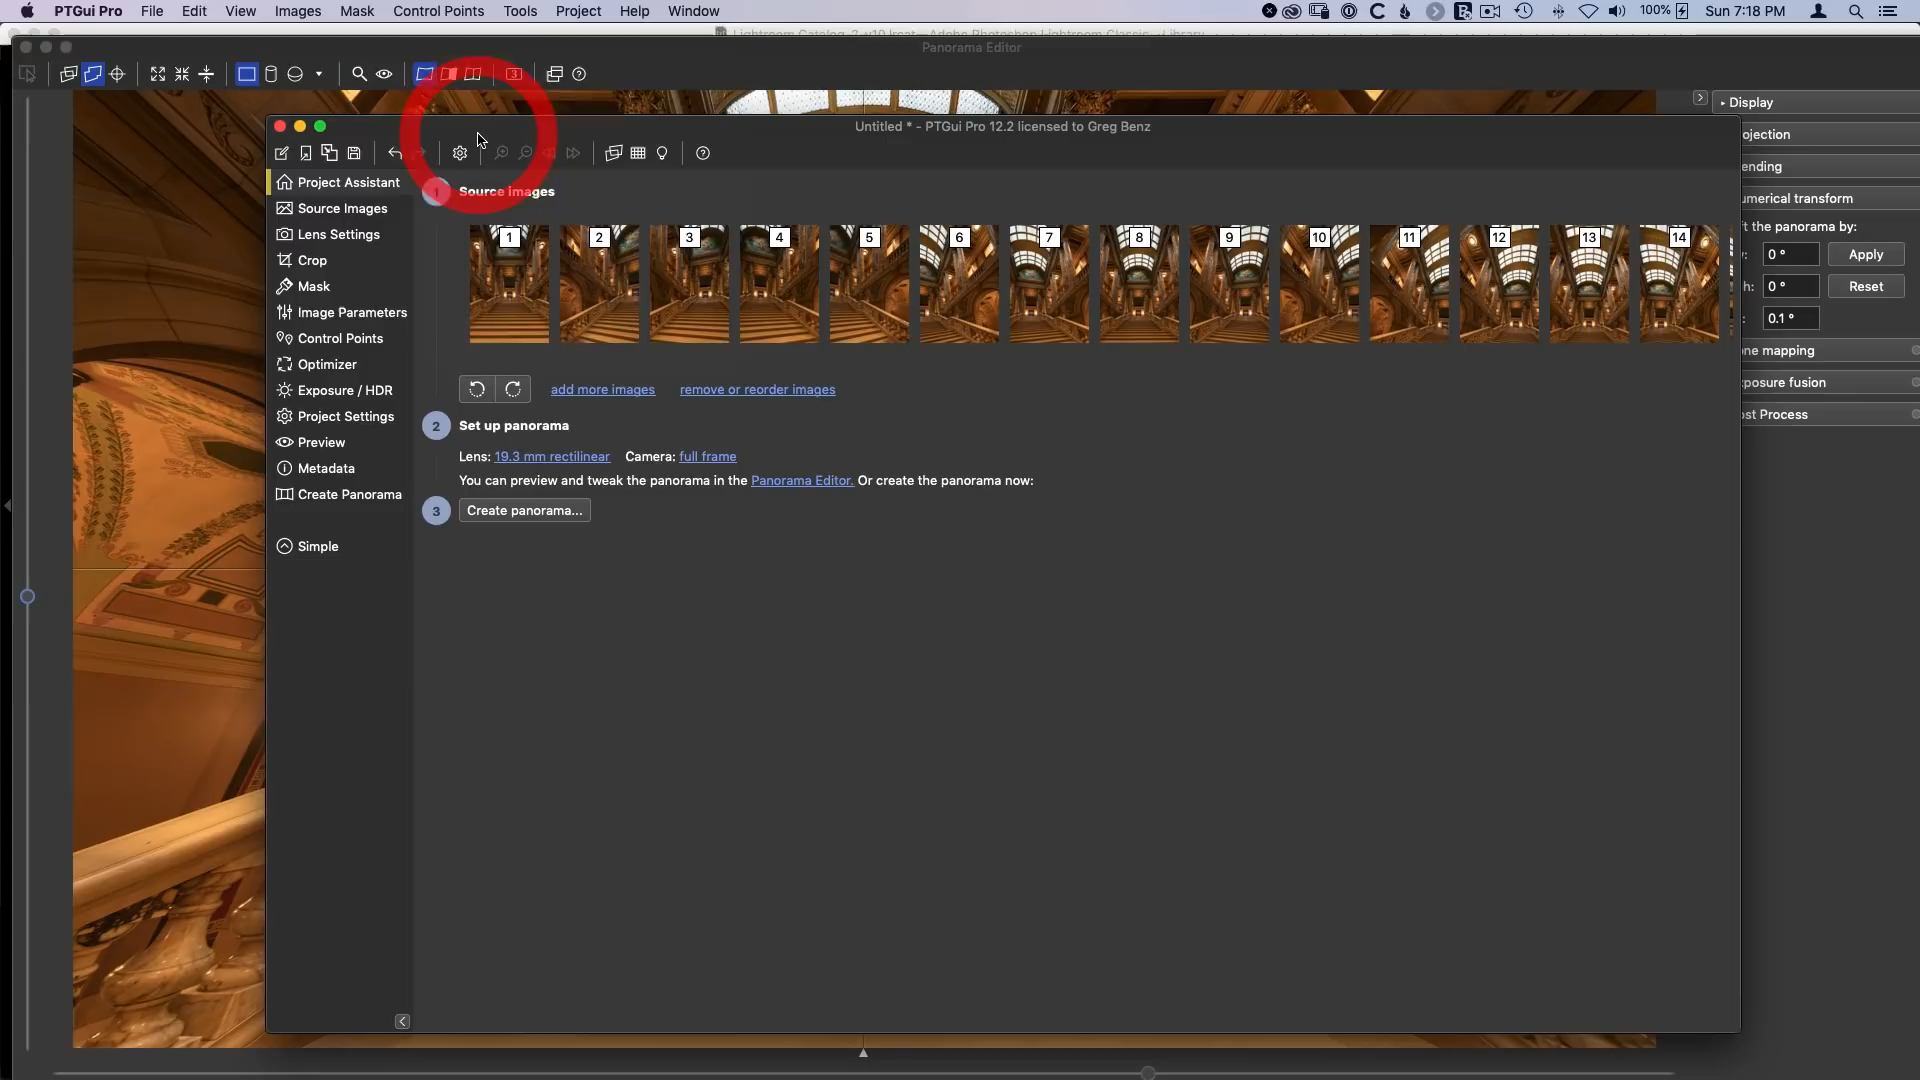 PTGui Pro File Edit View Images Mask Control Points Tools Project Help Window 100% Sun 7:18 PM
Panorama Editor
3
Display
Untitled * - PTGui Pro 12.2 licensed to Greg Benz
ojection
ending
Project Assistant
1 Source images
umerical transform
Source Images
t the panorama by:
1 2 3 4 5 6 7 8 9 10 11 12 13 14
Lens Settings
0 ° Apply
Crop
Mask
h: 0 ° Reset
Image Parameters
0.1 °
Control Points
one mapping
Optimizer
xposure fusion
Exposure / HDR
add more images remove or reorder images
Project Settings
ost Process
2 Set up panorama
Preview
Lens: 19.3 mm rectilinear Camera: full frame
Metadata
You can preview and tweak the panorama in the Panorama Editor. Or create the panorama now:
Create Panorama
3 Create panorama...
Simple